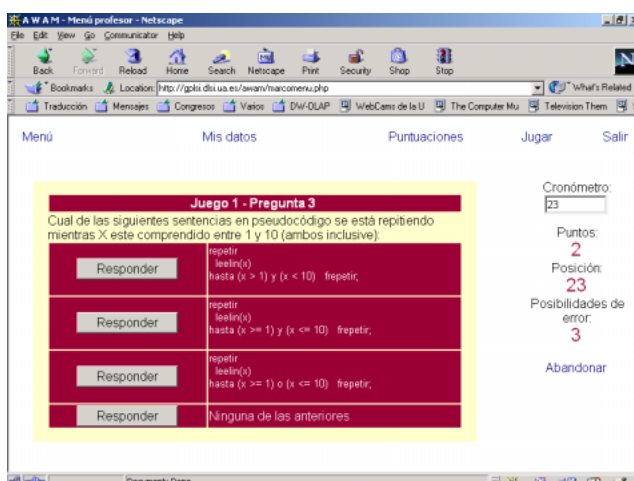 A W A M - Menú profesor - Netscape
File Edit View Go Communicator Help
Back Forward Reload Home Search Netscape Print Security Shop Stop
Bookmarks Location: http://gplsi.dlsi.ua.es/awam/marcomenu.php What's Related
Traducción Mensajes Congresos Varios DW-OLAP WebCams de la U The Computer Mu Television Them
Menú Mis datos Puntuaciones Jugar Salir
Juego 1 - Pregunta 3
Cual de las siguientes sentencias en pseudocódigo se está repitiendo
mientras X este comprendido entre 1 y 10 (ambos inclusive):
Responder
repetir
leelin(x)
hasta (x > 1) y (x < 10) frepetir;
Responder
repetir
leelin(x)
hasta (x >= 1) y (x <= 10) frepetir;
Responder
repetir
leelin(x)
hasta (x >= 1) o (x <= 10) frepetir;
Responder Ninguna de las anteriores
Cronómetro:
23
Puntos:
2
Posición:
23
Posibilidades de
error:
3
Abandonar